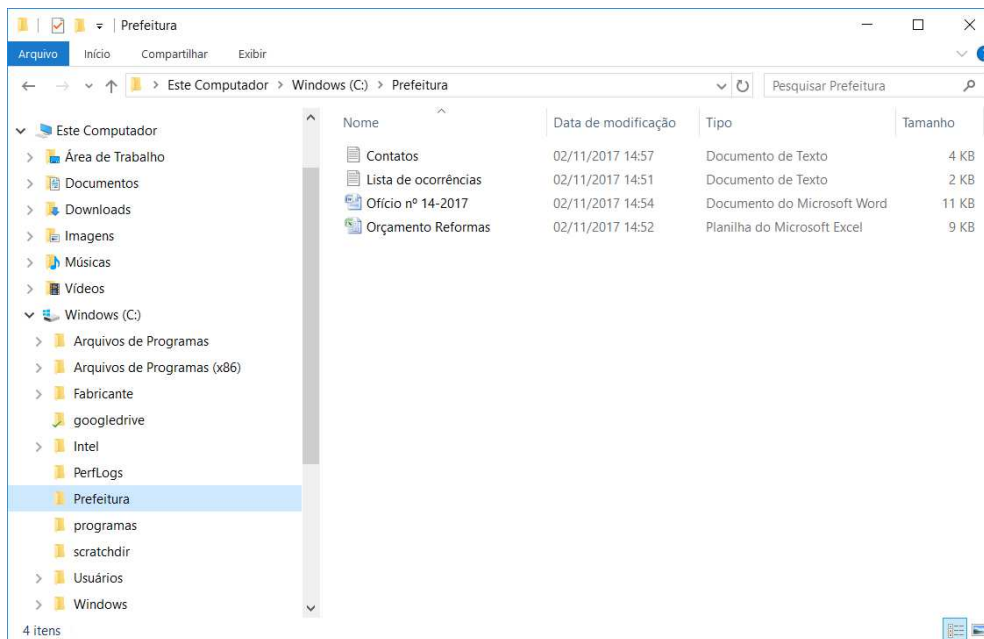 Prefeitura
Arquivo Início Compartilhar Exibir
Este Computador > Windows (C:) > Prefeitura Pesquisar Prefeitura
Nome Data de modificação Tipo Tamanho
Este Computador
Área de Trabalho
Documentos
Downloads
Imagens
Músicas
Vídeos
Windows (C:)
Arquivos de Programas
Arquivos de Programas (x86)
Fabricante
googledrive
Intel
PerfLogs
Prefeitura
programas
scratchdir
Usuários
Windows
Contatos 02/11/2017 14:57 Documento de Texto 4 KB
Lista de ocorrências 02/11/2017 14:51 Documento de Texto 2 KB
Ofício nº 14-2017 02/11/2017 14:54 Documento do Microsoft Word 11 KB
Orçamento Reformas 02/11/2017 14:52 Planilha do Microsoft Excel 9 KB
4 itens